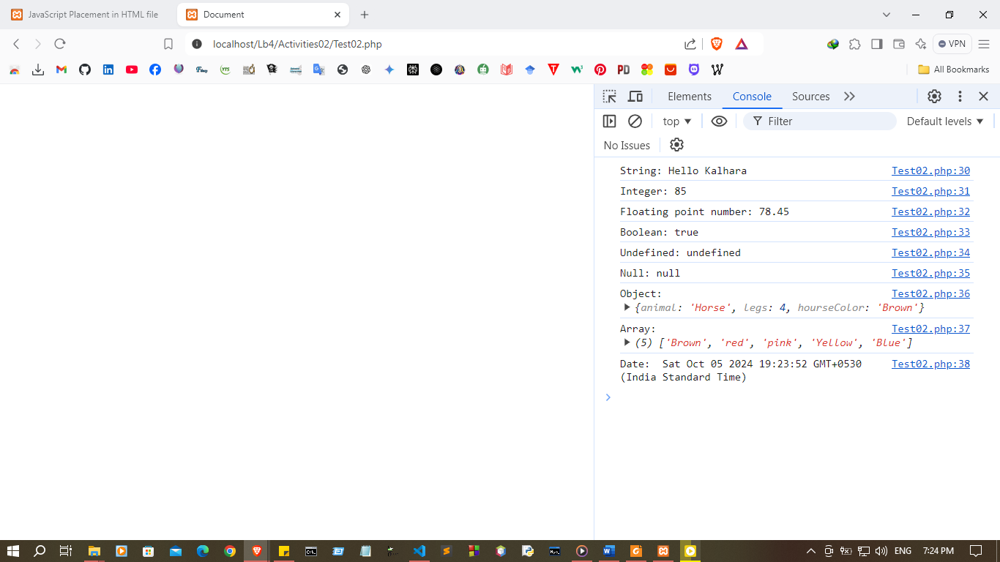 JavaScript Placement in HTML file
Document
localhost/Lb4/Activities02/Test02.php
VPN
All Bookmarks
Elements Console Sources
top Filter Default levels
No Issues
String: Hello Kalhara Test02.php:30
Integer: 85 Test02.php:31
Floating point number: 78.45 Test02.php:32
Boolean: true Test02.php:33
Undefined: undefined Test02.php:34
Null: null Test02.php:35
Object: Test02.php:36
{animal: 'Horse', legs: 4, hourseColor: 'Brown'}
Array: Test02.php:37
(5) ['Brown', 'red', 'pink', 'Yellow', 'Blue']
Date:  Sat Oct 05 2024 19:23:52 GMT+0530 Test02.php:38
(India Standard Time)
ENG 7:24 PM